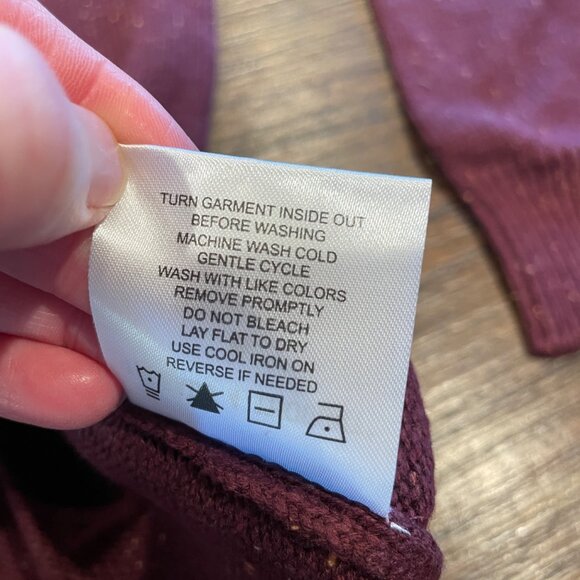 TURN GARMENT INSIDE OUT
BEFORE WASHING
MACHINE WASH COLD
GENTLE CYCLE
WASH WITH LIKE COLORS
REMOVE PROMPTLY
DO NOT BLEACH
LAY FLAT TO DRY
USE COOL IRON ON
REVERSE IF NEEDED